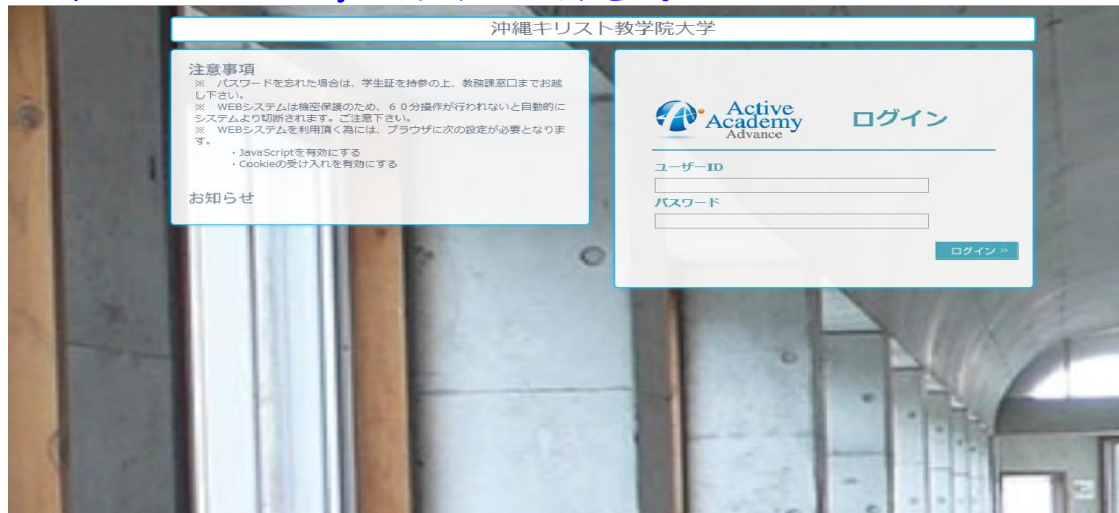 沖縄キリスト教学院大学
注意事項
※　パスワードを忘れた場合は、学生証を持参の上、教務課窓口までお越
し下さい。
※　WEBシステムは機密保護のため、６０分操作が行われないと自動的に
システムより切断されます。ご注意下さい。
※　WEBシステムを利用頂く為には、ブラウザに次の設定が必要となりま
す。
・JavaScriptを有効にする
・Cookieの受け入れを有効にする
お知らせ
Active
Academy
Advance
ログイン
ユーザーID
パスワード
ログイン »